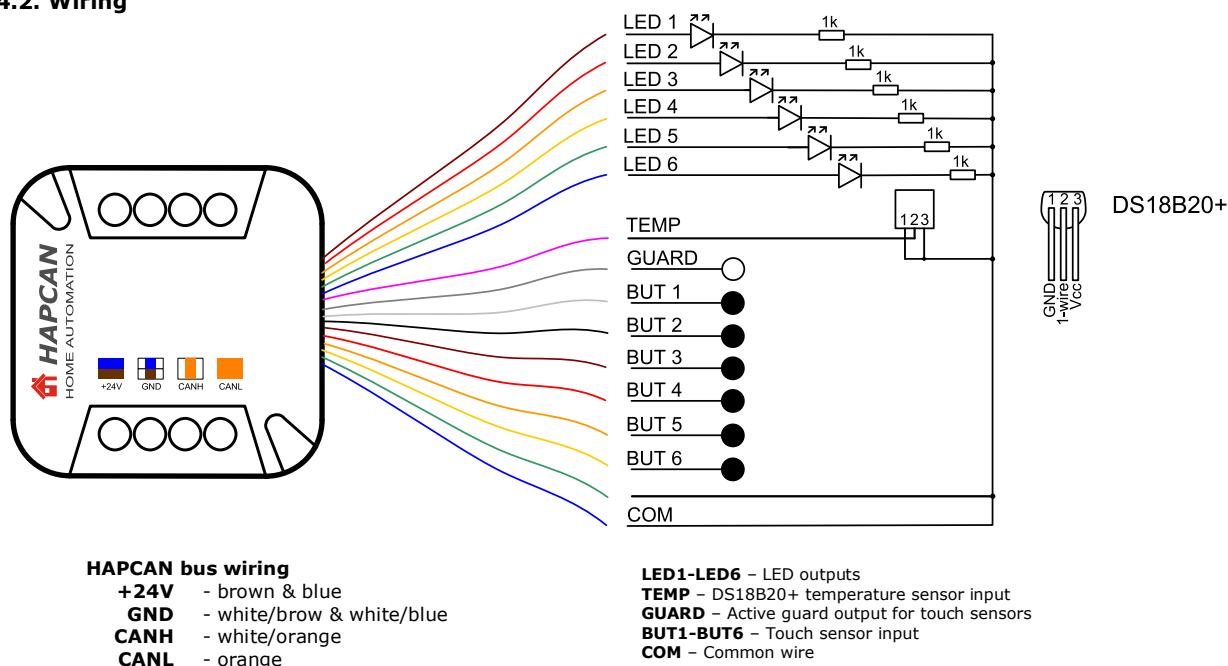 4.2. Wiring
LED 1
1k
LED 2
1k
LED 3
1k
LED 4
1k
LED 5
1k
LED 6
1k
TEMP
123
GUARD
BUT 1
BUT 2
BUT 3
BUT 4
BUT 5
BUT 6
COM
1 2 3
DS18B20+
GND
1-wire
Vcc
HAPCAN
HOME AUTOMATION
+24V GND CANH CANL
HAPCAN bus wiring
+24V - brown & blue
GND - white/brow & white/blue
CANH - white/orange
CANL - orange
LED1-LED6 – LED outputs
TEMP – DS18B20+ temperature sensor input
GUARD – Active guard output for touch sensors
BUT1-BUT6 – Touch sensor input
COM – Common wire